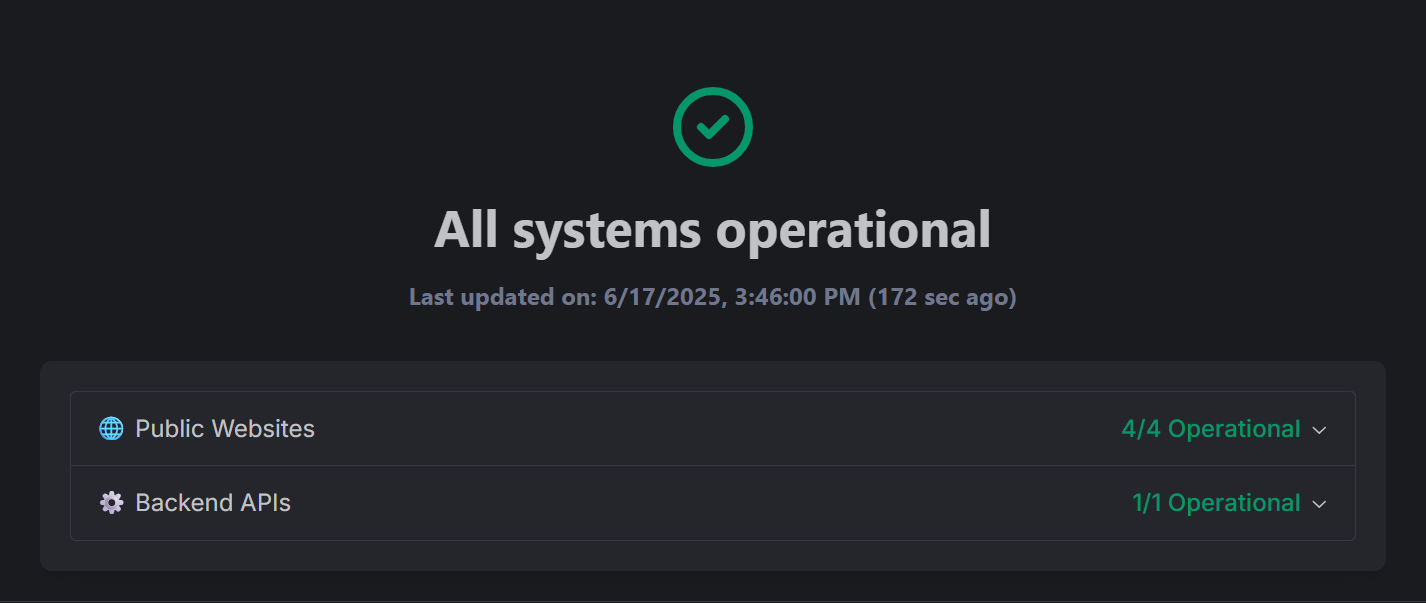 All systems operational
Last updated on: 6/17/2025, 3:46:00 PM (172 sec ago)
Public Websites 4/4 Operational
Backend APIs 1/1 Operational